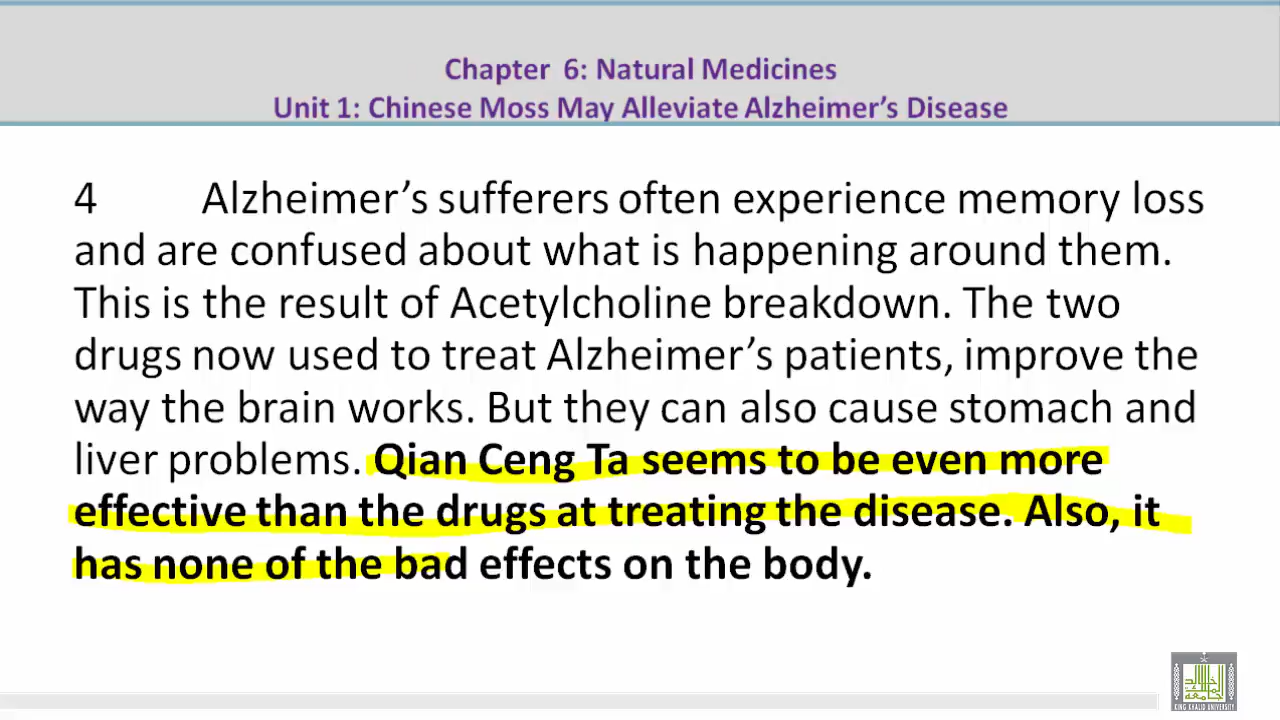 Chapter 6: Natural Medicines
Unit 1: Chinese Moss May Alleviate Alzheimer’s Disease
4 Alzheimer’s sufferers often experience memory loss
and are confused about what is happening around them.
This is the result of Acetylcholine breakdown. The two
drugs now used to treat Alzheimer’s patients, improve the
way the brain works. But they can also cause stomach and
liver problems. Qian Ceng Ta seems to be even more
effective than the drugs at treating the disease. Also, it
has none of the bad effects on the body.
KING KHALID UNIVERSITY